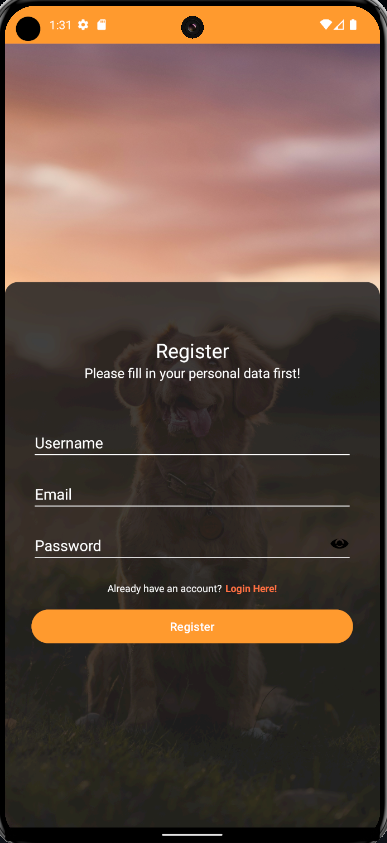 1:31
Register
Please fill in your personal data first!
Username
Email
Password
Already have an account? Login Here!
Register